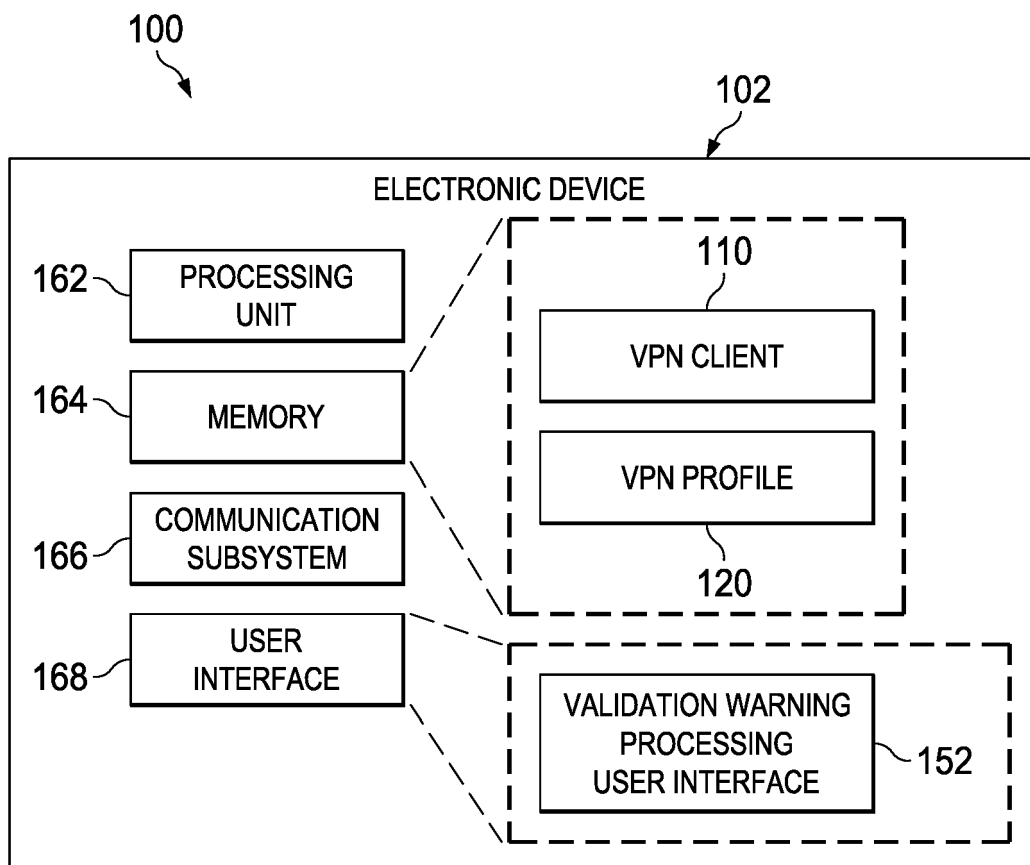 100
102
ELECTRONIC DEVICE
162
PROCESSING
UNIT
164
MEMORY
166
COMMUNICATION
SUBSYSTEM
168
USER
INTERFACE
110
VPN CLIENT
VPN PROFILE
120
VALIDATION WARNING
PROCESSING
USER INTERFACE
152